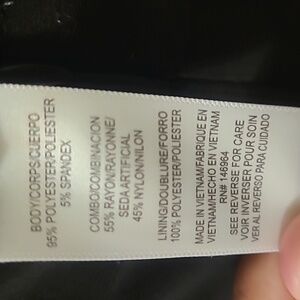 BODY/CORPS/CUERPO
95% POLYESTER/POLIESTER
5% SPANDEX
COMBO/COMBINACION
55% RAYON/RAYONNE/
SEDA ARTIFICIAL
45% NYLON/NILON
LINING/DOUBLURE/FORRO
100% POLYESTER/POLIESTER
MADE IN VIETNAM/FABRIQUE EN
VIETNAM/HECHO EN VIETNAM
RN# 146964
SEE REVERSE FOR CARE
VOIR INVERSER POUR SOIN
VER AL REVERSO PARA CUIDADO